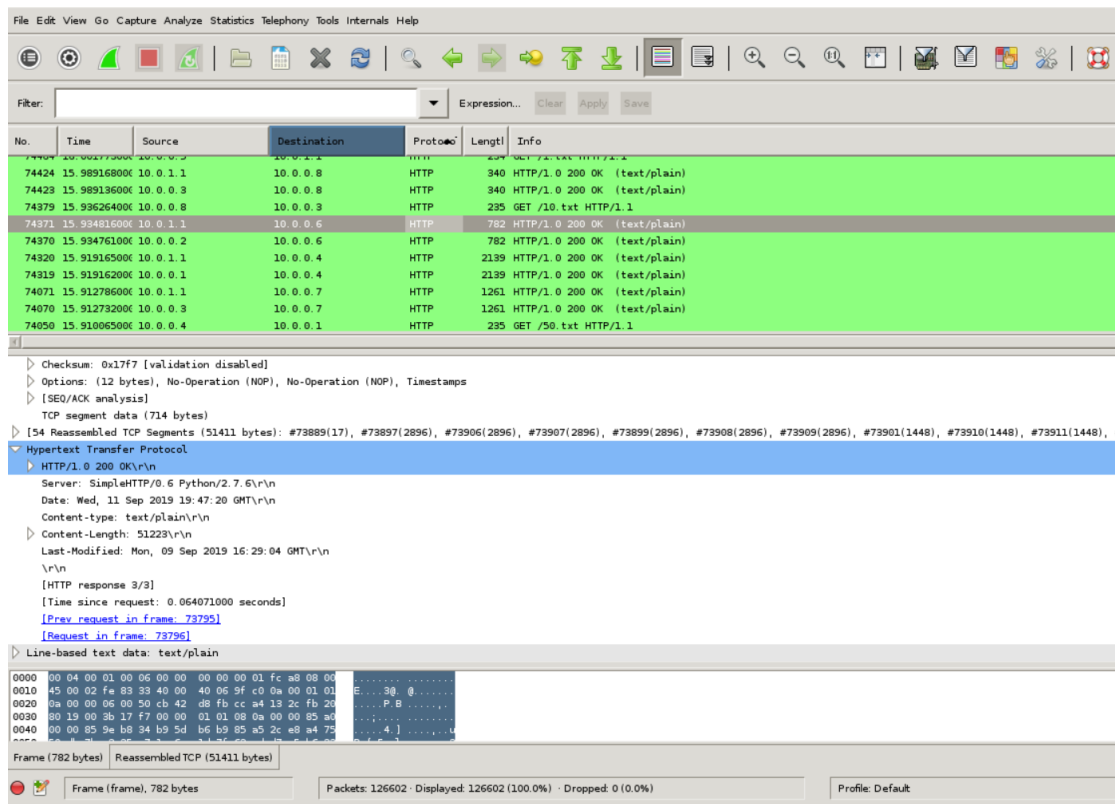 File Edit View Go Capture Analyze Statistics Telephony Tools Internals Help
Filter: Expression... Clear Apply Save
No. Time Source Destination Protoco Lengtl Info
74424 15.989168000 10.0.1.1 10.0.0.8 HTTP 340 HTTP/1.0 200 OK (text/plain)
74423 15.989136000 10.0.0.3 10.0.0.8 HTTP 340 HTTP/1.0 200 OK (text/plain)
74379 15.936264000 10.0.0.8 10.0.0.3 HTTP 235 GET /10.txt HTTP/1.1
74371 15.934816000 10.0.1.1 10.0.0.6 HTTP 782 HTTP/1.0 200 OK (text/plain)
74370 15.934761000 10.0.0.2 10.0.0.6 HTTP 782 HTTP/1.0 200 OK (text/plain)
74320 15.919165000 10.0.1.1 10.0.0.4 HTTP 2139 HTTP/1.0 200 OK (text/plain)
74319 15.919162000 10.0.0.1 10.0.0.4 HTTP 2139 HTTP/1.0 200 OK (text/plain)
74071 15.912786000 10.0.1.1 10.0.0.7 HTTP 1261 HTTP/1.0 200 OK (text/plain)
74070 15.912732000 10.0.0.3 10.0.0.7 HTTP 1261 HTTP/1.0 200 OK (text/plain)
74050 15.910065000 10.0.0.4 10.0.0.1 HTTP 235 GET /50.txt HTTP/1.1
Checksum: 0x17f7 [validation disabled]
Options: (12 bytes), No-Operation (NOP), No-Operation (NOP), Timestamps
[SEQ/ACK analysis]
TCP segment data (714 bytes)
[54 Reassembled TCP Segments (51411 bytes): #73889(17), #73897(2896), #73906(2896), #73907(2896), #73899(2896), #73908(2896), #73909(2896), #73901(1448), #73910(1448), #73911(1448),
Hypertext Transfer Protocol
HTTP/1.0 200 OK\r\n
Server: SimpleHTTP/0.6 Python/2.7.6\r\n
Date: Wed, 11 Sep 2019 19:47:20 GMT\r\n
Content-type: text/plain\r\n
Content-Length: 51223\r\n
Last-Modified: Mon, 09 Sep 2019 16:29:04 GMT\r\n
\r\n
[HTTP response 3/3]
[Time since request: 0.064071000 seconds]
[Prev request in frame: 73795]
[Request in frame: 73796]
Line-based text data: text/plain
0000 00 04 00 01 00 06 00 00 00 00 00 01 fc a8 08 00 ........ ........
0010 45 00 02 fe 83 33 40 00 40 06 9f c0 0a 00 01 01 E....3@. @.......
0020 0a 00 00 06 00 50 cb 42 d8 fb cc a4 13 2c fb 20 .....P.B .....,. 
0030 80 19 00 3b 17 f7 00 00 01 01 08 0a 00 00 85 a0 ...;.... ........
0040 00 00 85 9e b8 34 b9 5d b6 b9 85 a5 2c e8 a4 75 .....4.] ....,..u
Frame (782 bytes) Reassembled TCP (51411 bytes)
Frame (frame), 782 bytes Packets: 126602 · Displayed: 126602 (100.0%) · Dropped: 0 (0.0%) Profile: Default